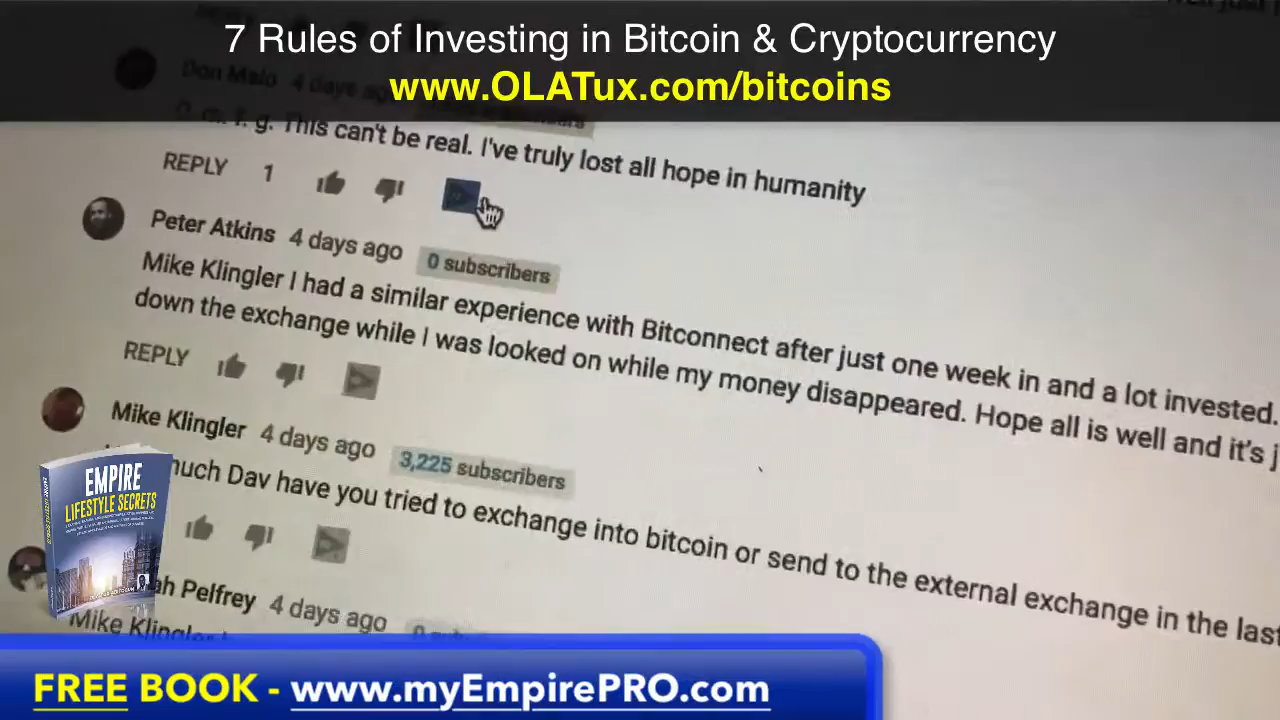 7 Rules of Investing in Bitcoin & Cryptocurrency
www.OLATux.com/bitcoins
Don Malo 4 days ago
g. This can't be real. I've truly lost all hope in humanity
REPLY 1
Peter Atkins 4 days ago 0 subscribers
Mike Klingler I had a similar experience with Bitconnect after just one week in and a lot invested.
down the exchange while I was looked on while my money disappeared. Hope all is well and it's j
REPLY
Mike Klingler 4 days ago 3,225 subscribers
much Dav have you tried to exchange into bitcoin or send to the external exchange in the last
ah Pelfrey 4 days ago
Mike Klingler
EMPIRE
LIFESTYLE SECRETS
FREE BOOK - www.myEmpirePRO.com